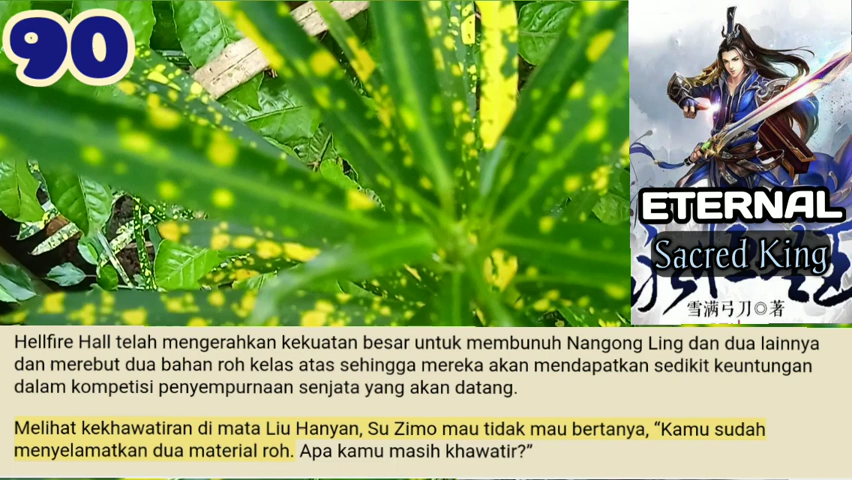 90
ETERNAL
Sacred King
雪满弓刀◎著
Hellfire Hall telah mengerahkan kekuatan besar untuk membunuh Nangong Ling dan dua lainnya
dan merebut dua bahan roh kelas atas sehingga mereka akan mendapatkan sedikit keuntungan
dalam kompetisi penyempurnaan senjata yang akan datang.
Melihat kekhawatiran di mata Liu Hanyan, Su Zimo mau tidak mau bertanya, “Kamu sudah
menyelamatkan dua material roh. Apa kamu masih khawatir?”